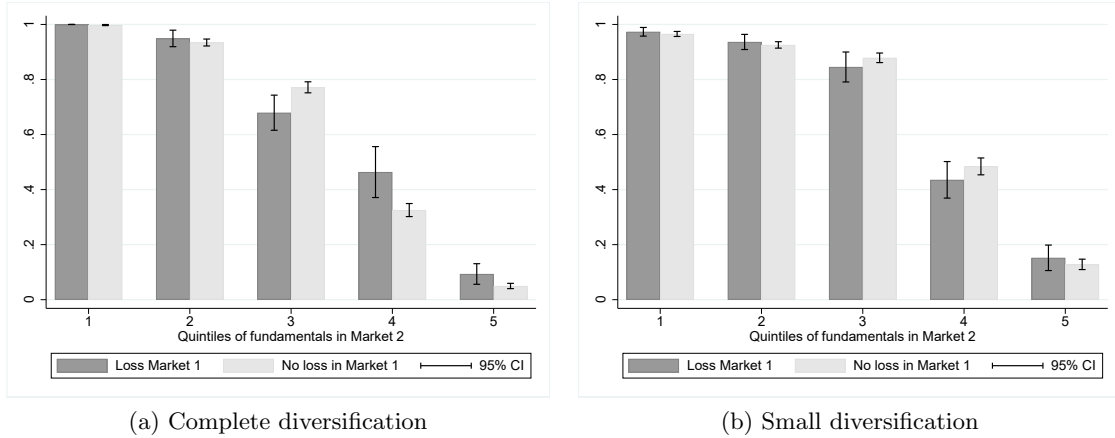 1
.8
.6
.4
.2
0
1 2 3 4 5
Quintiles of fundamentals in Market 2
Loss Market 1 No loss in Market 1 95% CI
(a) Complete diversification
1
.8
.6
.4
.2
0
1 2 3 4 5
Quintiles of fundamentals in Market 2
Loss Market 1 No loss in Market 1 95% CI
(b) Small diversification